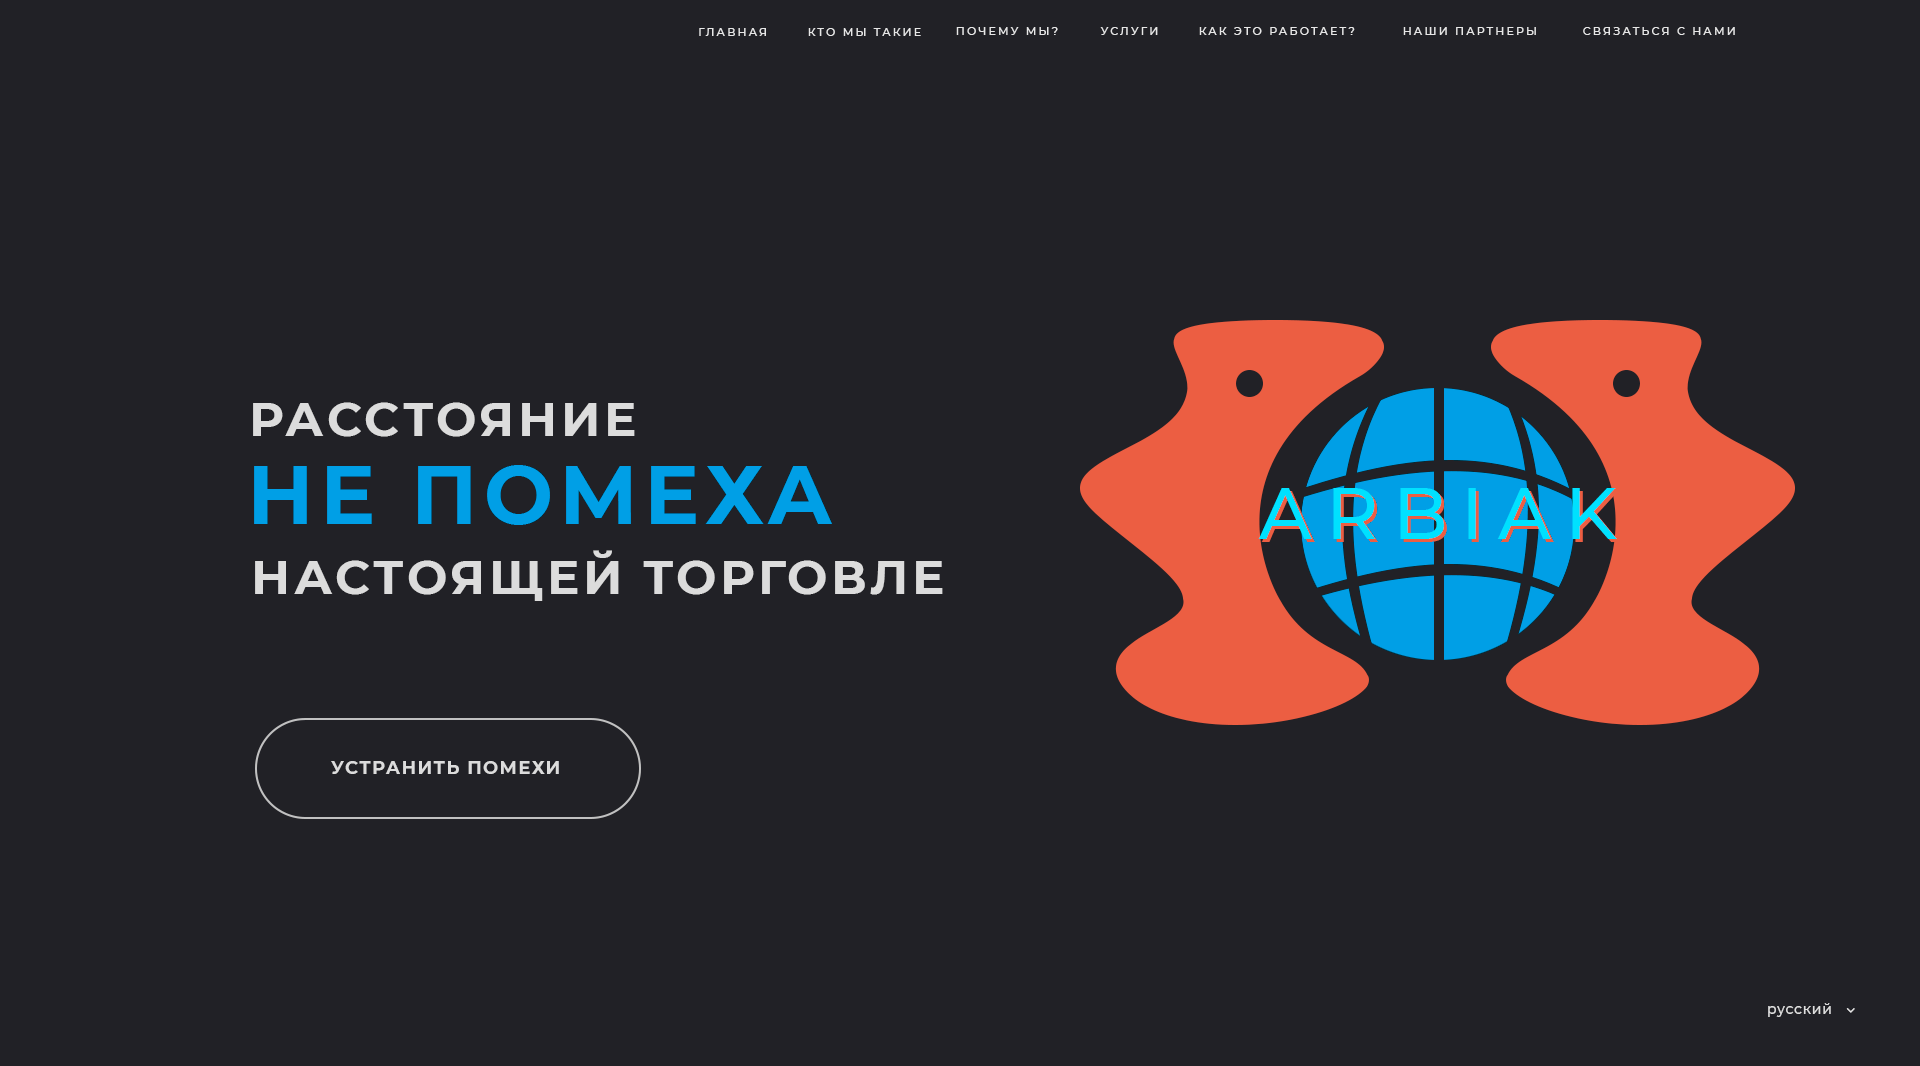 ГЛАВНАЯ КТО МЫ ТАКИЕ ПОЧЕМУ МЫ? УСЛУГИ КАК ЭТО РАБОТАЕТ? НАШИ ПАРТНЕРЫ СВЯЗАТЬСЯ С НАМИ
РАССТОЯНИЕ
НЕ ПОМЕХА
НАСТОЯЩЕЙ ТОРГОВЛЕ
ARBIAK
УСТРАНИТЬ ПОМЕХИ
русский